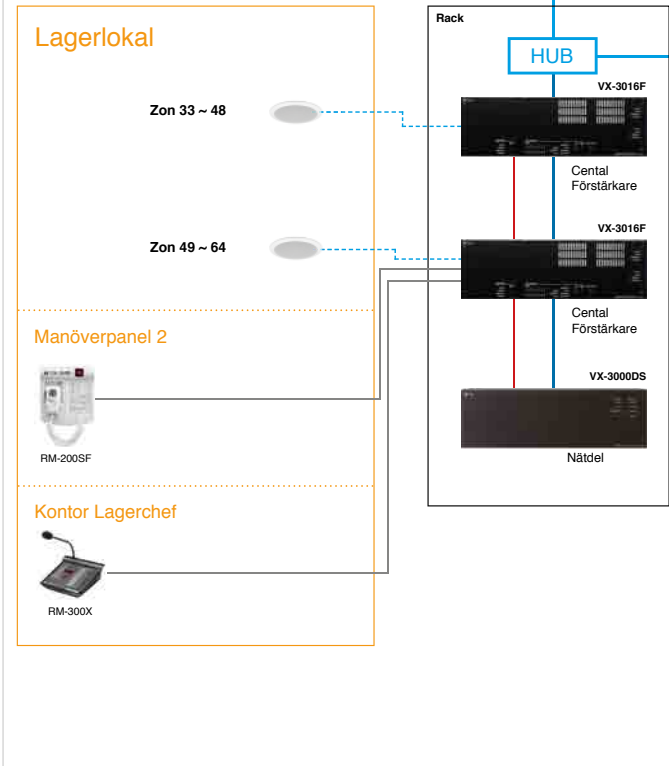 Lagerlokal
Zon 33 ~ 48
Zon 49 ~ 64
Manöverpanel 2
RM-200SF
Kontor Lagerchef
RM-300X
Rack
HUB
VX-3016F
Cental
Förstärkare
VX-3016F
Cental
Förstärkare
VX-3000DS
Nätdel